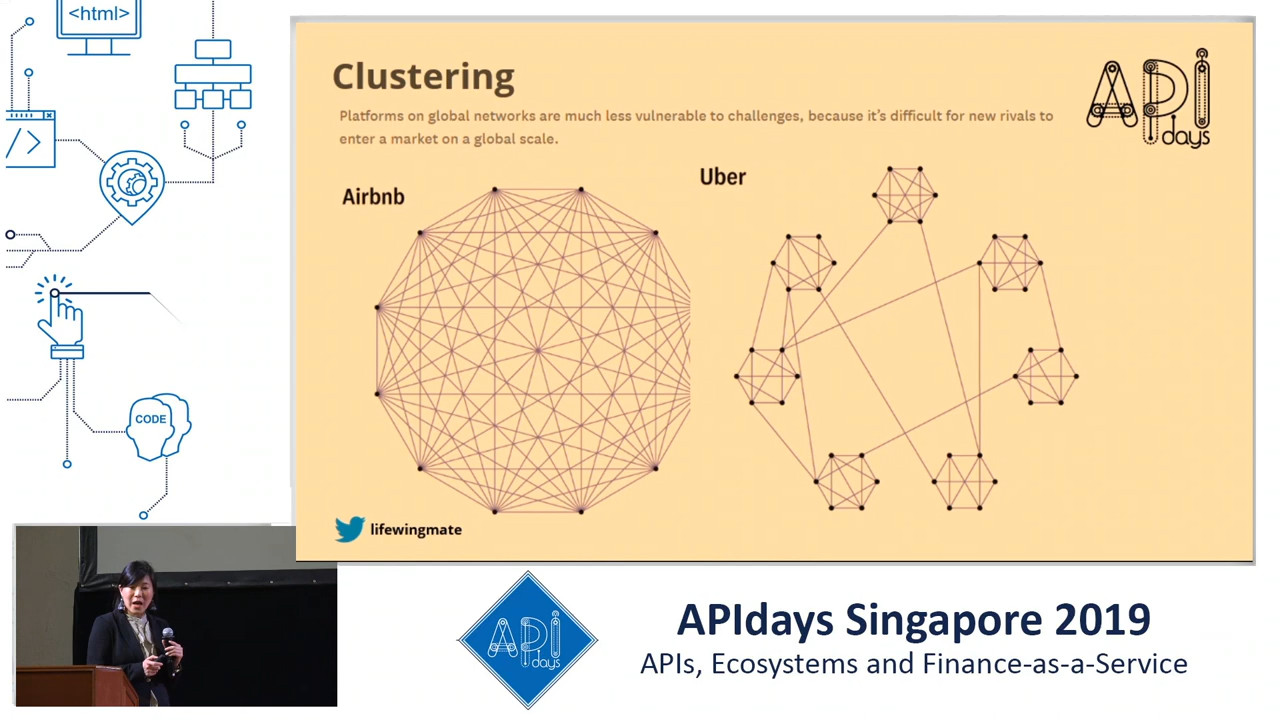 <html>
Clustering
API
days
Platforms on global networks are much less vulnerable to challenges, because it's difficult for new rivals to
enter a market on a global scale.
Airbnb
Uber
</>
CODE
lifewingmate
API
days
APIdays Singapore 2019
APIs, Ecosystems and Finance-as-a-Service